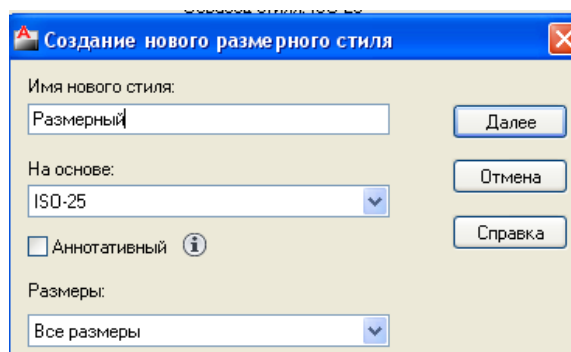 Создание нового размерного стиля
Имя нового стиля:
Размерный
Далее
На основе:
ISO-25
Отмена
Аннотативный
Справка
Размеры:
Все размеры